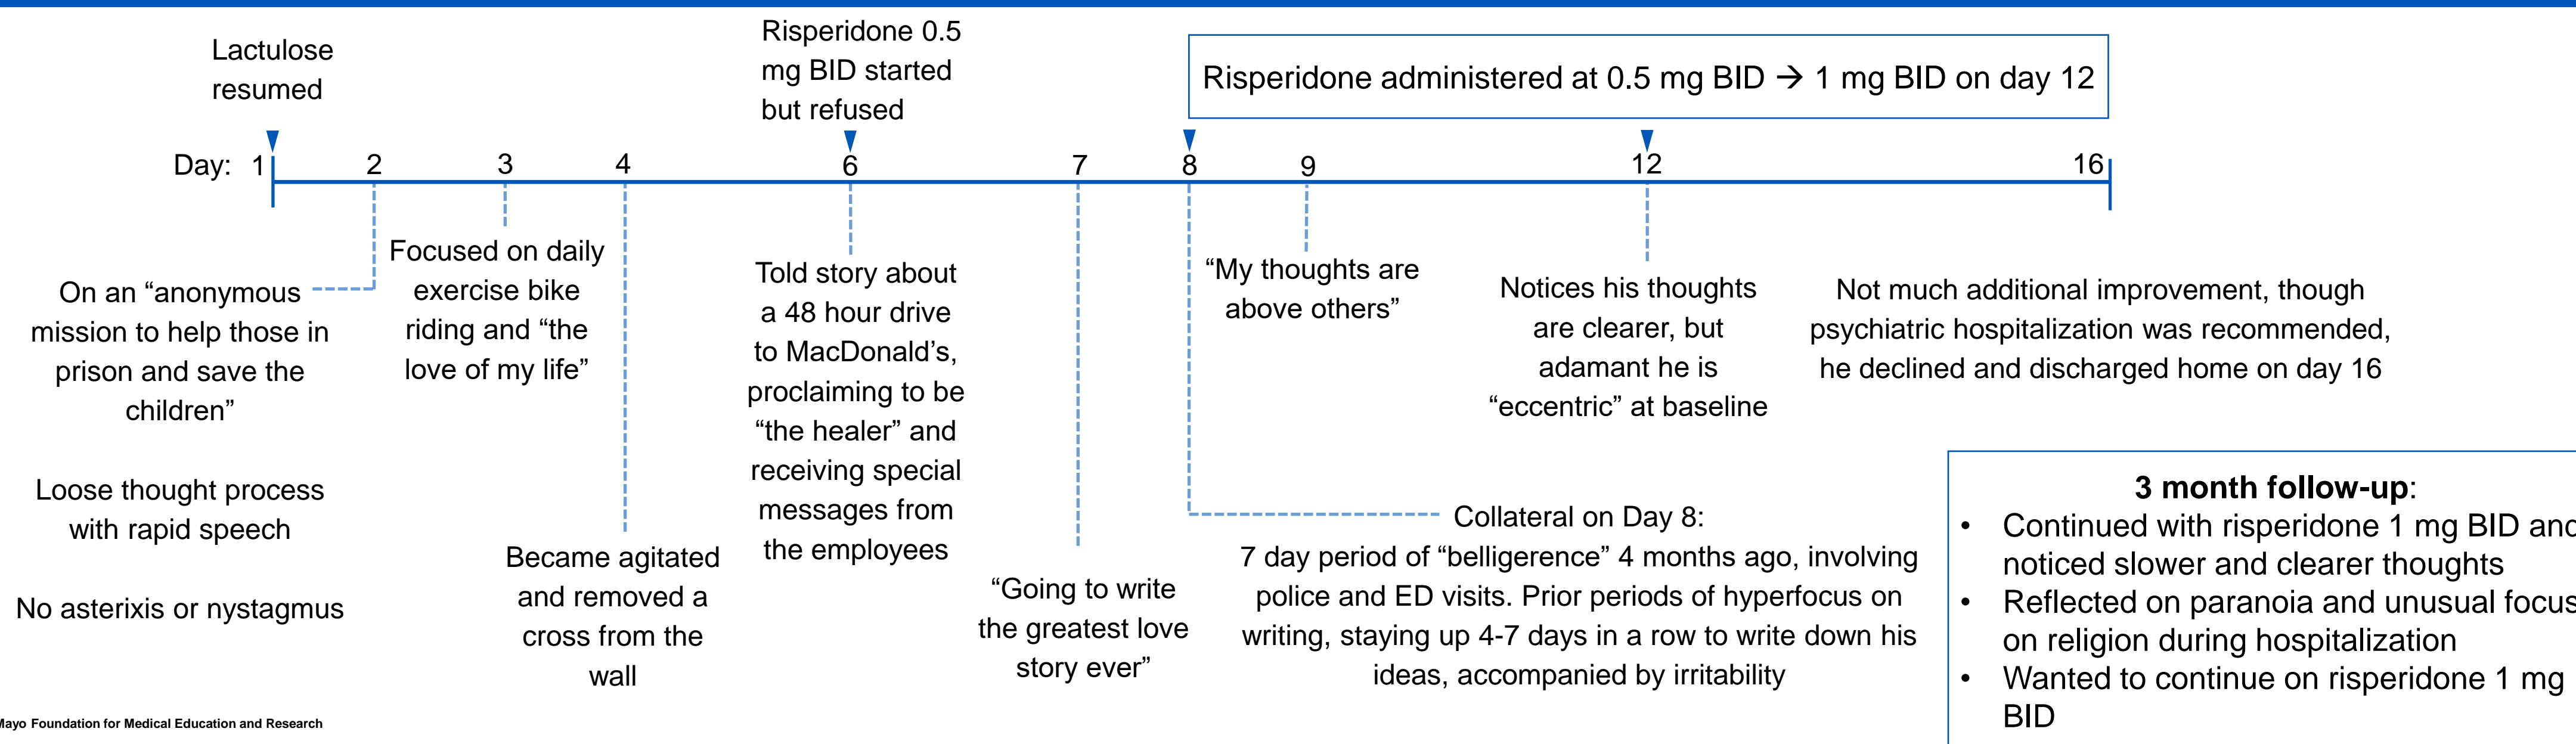 Lactulose
resumed
Risperidone 0.5
mg BID started
but refused
Risperidone administered at 0.5 mg BID → 1 mg BID on day 12
Day: 1 2 3 4 6 7 8 9 12 16
On an “anonymous
mission to help those in
prison and save the
children”
Loose thought process
with rapid speech
No asterixis or nystagmus
Focused on daily
exercise bike
riding and “the
love of my life”
Became agitated
and removed a
cross from the
wall
Told story about
a 48 hour drive
to MacDonald’s,
proclaiming to be
“the healer” and
receiving special
messages from
the employees
“Going to write
the greatest love
story ever”
“My thoughts are
above others”
Collateral on Day 8:
7 day period of “belligerence” 4 months ago, involving
police and ED visits. Prior periods of hyperfocus on
writing, staying up 4-7 days in a row to write down his
ideas, accompanied by irritability
Notices his thoughts
are clearer, but
adamant he is
“eccentric” at baseline
Not much additional improvement, though
psychiatric hospitalization was recommended,
he declined and discharged home on day 16
3 month follow-up:
• Continued with risperidone 1 mg BID and
noticed slower and clearer thoughts
• Reflected on paranoia and unusual focus
on religion during hospitalization
• Wanted to continue on risperidone 1 mg
BID
Mayo Foundation for Medical Education and Research